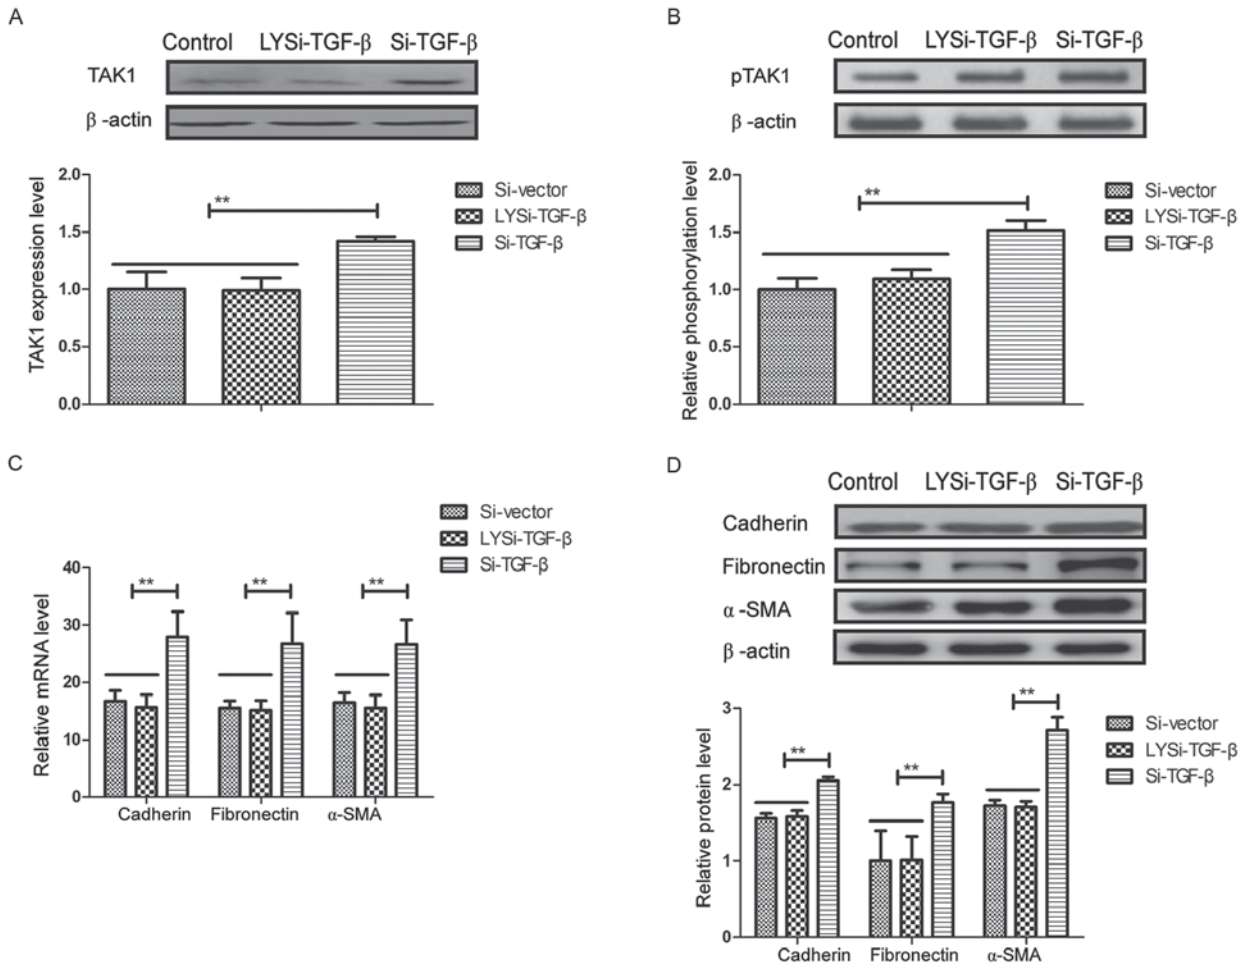 A
Control LYSi-TGF-β Si-TGF-β
TAK1
β -actin
2.0
1.5
1.0
0.5
0.0
TAK1 expression level
**
Si-vector
LYSi-TGF-β
Si-TGF-β
B
Control LYSi-TGF-β Si-TGF-β
pTAK1
β -actin
2.0
1.5
1.0
0.5
0.0
Relative phosphorylation level
**
Si-vector
LYSi-TGF-β
Si-TGF-β
C
Si-vector
LYSi-TGF-β
Si-TGF-β
40
30
20
10
0
Relative mRNA level
** ** **
Cadherin Fibronectin α-SMA
D
Control LYSi-TGF-β Si-TGF-β
Cadherin
Fibronectin
α -SMA
β -actin
3
2
1
0
Relative protein level
** ** **
Si-vector
LYSi-TGF-β
Si-TGF-β
Cadherin Fibronectin α-SMA